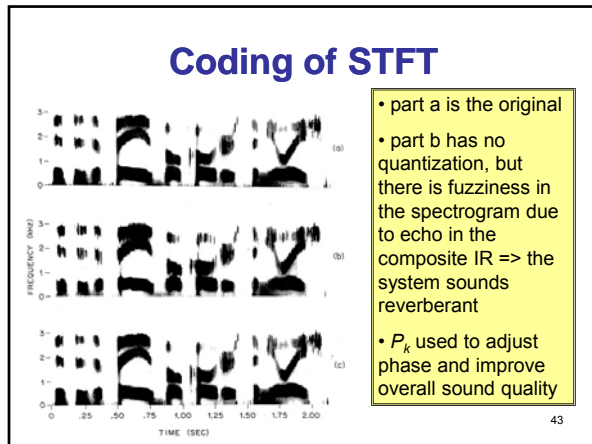 Coding of STFT
3
2
1
0
(a)
3
2
1
0
(b)
3
2
1
0
(c)
FREQUENCY (kHz)
0 .25 .50 .75 1.00 1.25 1.50 1.75 2.00
TIME (SEC)
• part a is the original
• part b has no
quantization, but
there is fuzziness in
the spectrogram due
to echo in the
composite IR => the
system sounds
reverberant
• Pk used to adjust
phase and improve
overall sound quality
43